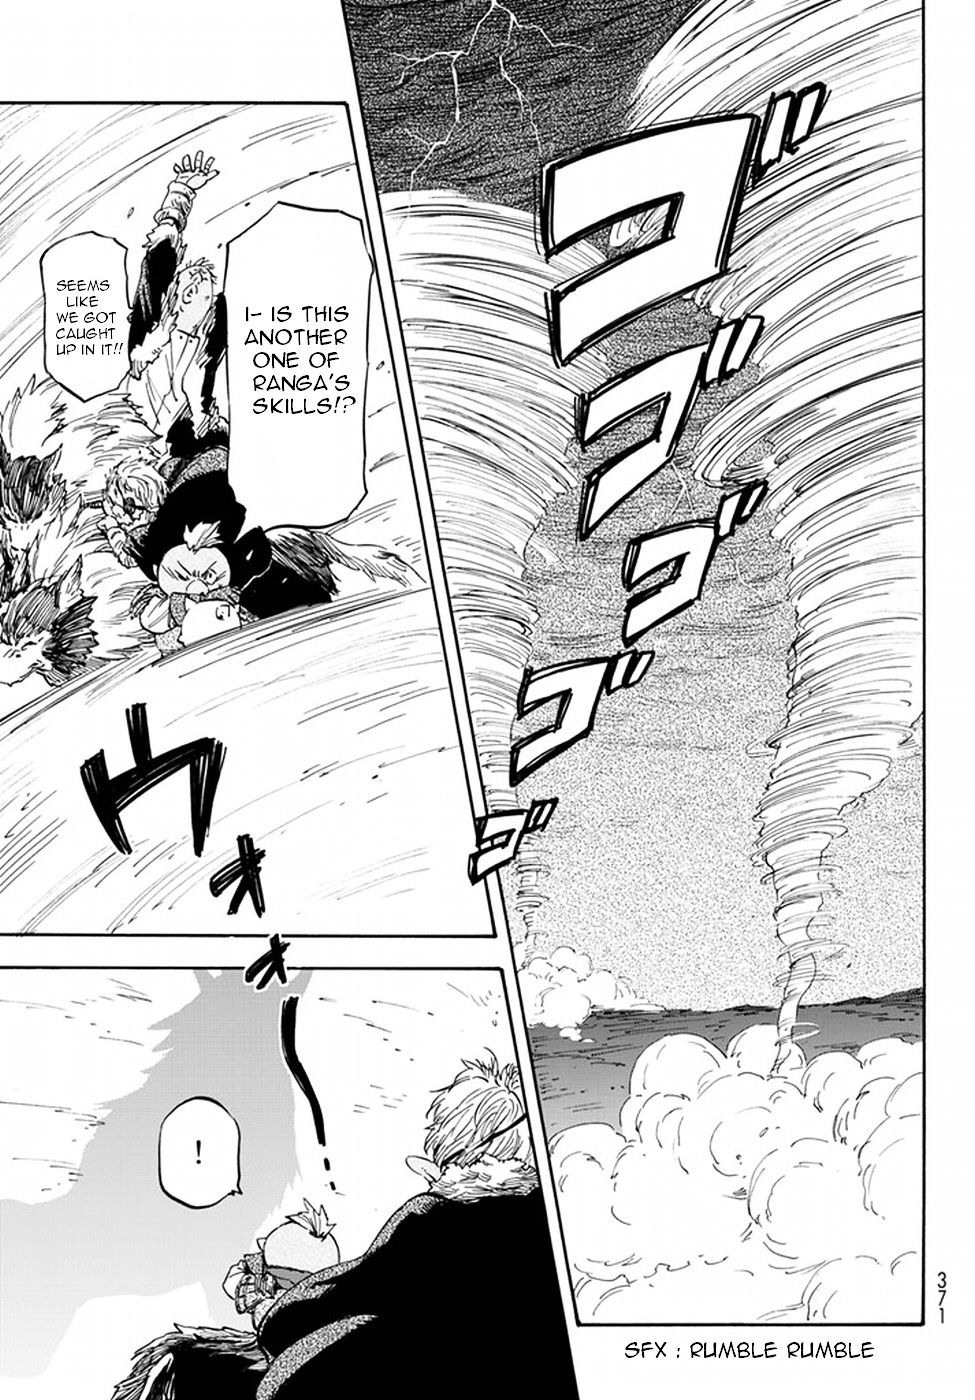 ゴゴゴゴゴ
I- IS THIS
ANOTHER
ONE OF
RANGA'S
SKILLS!?
SEEMS
LIKE
WE GOT
CAUGHT
UP IN IT!!
ウォォ
!
371
SFX : RUMBLE RUMBLE